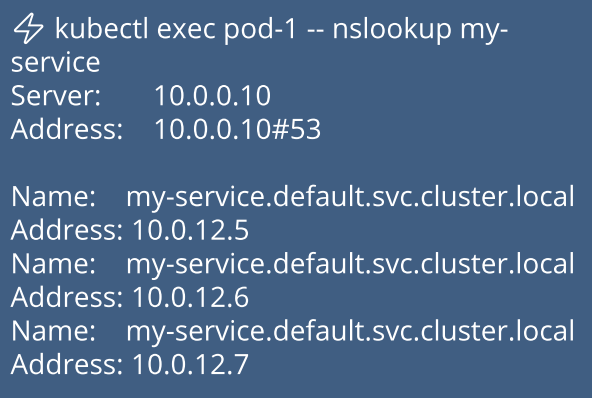 ⚡ kubectl exec pod-1 -- nslookup my-
service
Server: 10.0.0.10
Address: 10.0.0.10#53
Name: my-service.default.svc.cluster.local
Address: 10.0.12.5
Name: my-service.default.svc.cluster.local
Address: 10.0.12.6
Name: my-service.default.svc.cluster.local
Address: 10.0.12.7